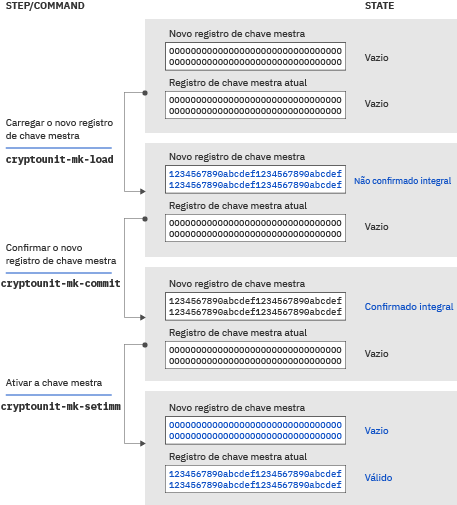 STEP/COMMAND
STATE
Novo registro de chave mestra
00000000000000000000000000000000
00000000000000000000000000000000
Vazio
Registro de chave mestra atual
00000000000000000000000000000000
00000000000000000000000000000000
Vazio
Carregar o novo registro
de chave mestra
cryptounit-mk-load
Novo registro de chave mestra
1234567890abcdef1234567890abcdef
1234567890abcdef1234567890abcdef
Não confirmado integral
Registro de chave mestra atual
00000000000000000000000000000000
00000000000000000000000000000000
Vazio
Confirmar o novo
registro de chave mestra
cryptounit-mk-commit
Novo registro de chave mestra
1234567890abcdef1234567890abcdef
1234567890abcdef1234567890abcdef
Confirmado integral
Registro de chave mestra atual
00000000000000000000000000000000
00000000000000000000000000000000
Vazio
Ativar a chave mestra
cryptounit-mk-setimm
Novo registro de chave mestra
00000000000000000000000000000000
00000000000000000000000000000000
Vazio
Registro de chave mestra atual
1234567890abcdef1234567890abcdef
1234567890abcdef1234567890abcdef
Válido